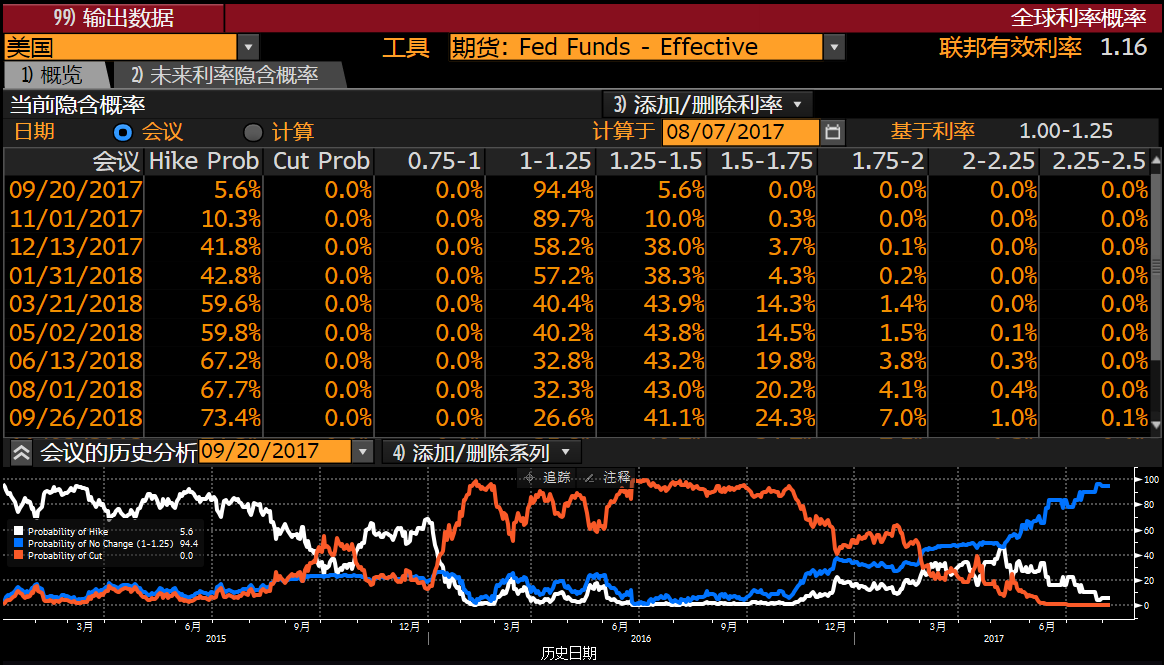 99) 输出数据 全球利率概率
美国 工具 期货: Fed Funds - Effective 联邦有效利率 1.16
1) 概览 2) 未来利率隐含概率
当前隐含概率 3) 添加/删除利率
日期 会议 计算 计算于 08/07/2017 基于利率 1.00-1.25
会议 Hike Prob Cut Prob 0.75-1 1-1.25 1.25-1.5 1.5-1.75 1.75-2 2-2.25 2.25-2.5
09/20/2017 5.6% 0.0% 0.0% 94.4% 5.6% 0.0% 0.0% 0.0% 0.0%
11/01/2017 10.3% 0.0% 0.0% 89.7% 10.0% 0.3% 0.0% 0.0% 0.0%
12/13/2017 41.8% 0.0% 0.0% 58.2% 38.0% 3.7% 0.1% 0.0% 0.0%
01/31/2018 42.8% 0.0% 0.0% 57.2% 38.3% 4.3% 0.2% 0.0% 0.0%
03/21/2018 59.6% 0.0% 0.0% 40.4% 43.9% 14.3% 1.4% 0.0% 0.0%
05/02/2018 59.8% 0.0% 0.0% 40.2% 43.8% 14.5% 1.5% 0.1% 0.0%
06/13/2018 67.2% 0.0% 0.0% 32.8% 43.2% 19.8% 3.8% 0.3% 0.0%
08/01/2018 67.7% 0.0% 0.0% 32.3% 43.0% 20.2% 4.1% 0.4% 0.0%
09/26/2018 73.4% 0.0% 0.0% 26.6% 41.1% 24.3% 7.0% 1.0% 0.1%
会议的历史分析 09/20/2017 4) 添加/删除系列
追踪 注释
100
80
60
40
20
0
Probability of Hike 5.6
Probability of No Change (1-1.25) 94.4
Probability of Cut 0.0
3月 6月 9月 12月 3月 6月 9月 12月 3月 6月
2015 2016 2017
历史日期